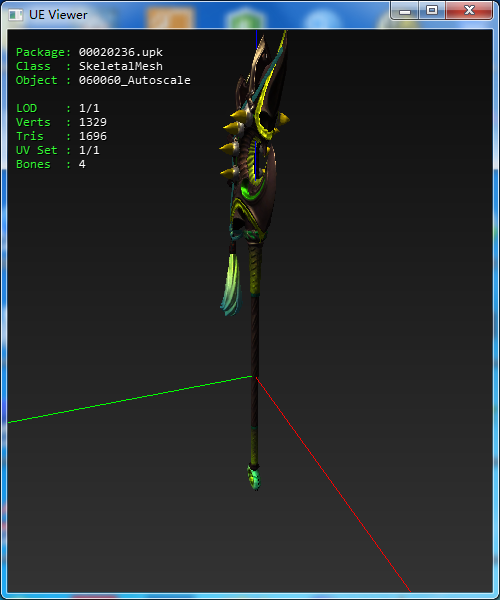 UE Viewer
Package: 00020236.upk
Class  : SkeletalMesh
Object : 060060_Autoscale
LOD    : 1/1
Verts  : 1329
Tris   : 1696
UV Set : 1/1
Bones  : 4